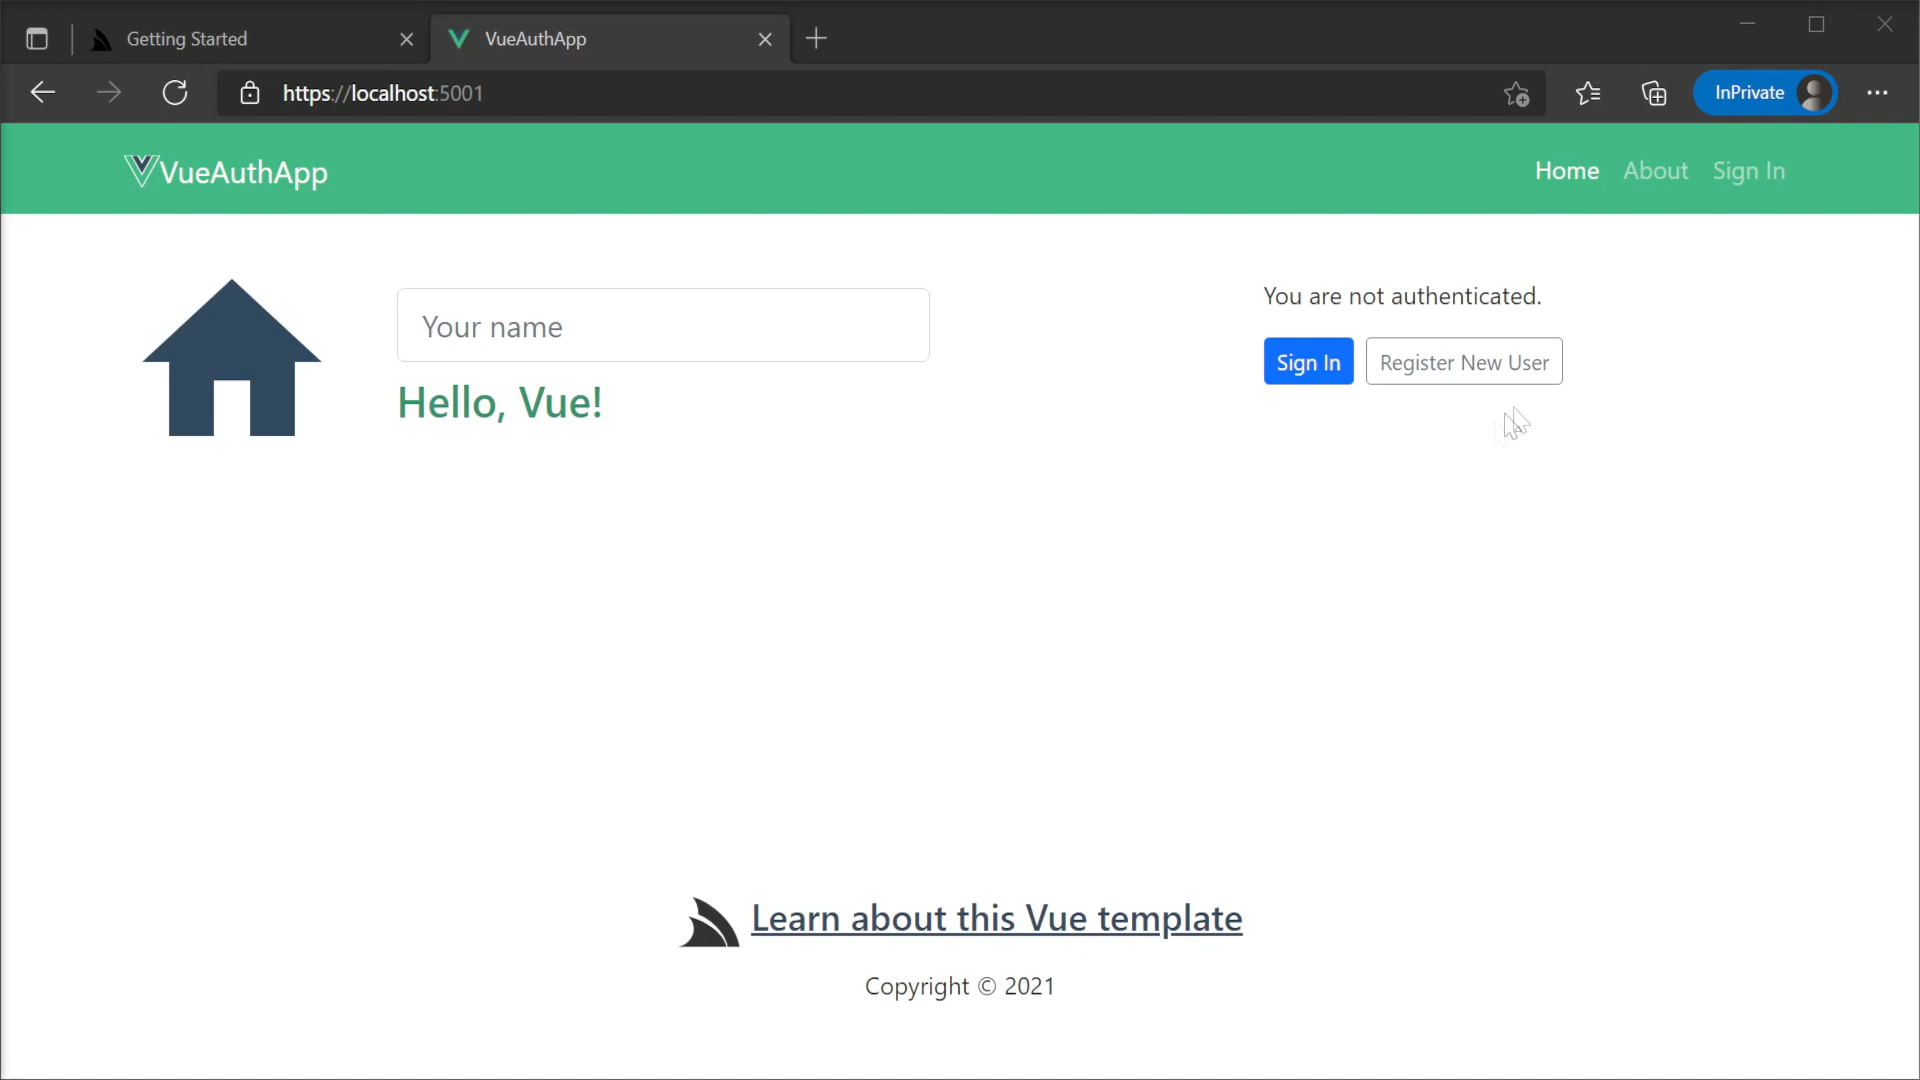 Getting Started
VueAuthApp
https://localhost:5001
InPrivate
VueAuthApp
Home About Sign In
Your name
Hello, Vue!
You are not authenticated.
Sign In
Register New User
Learn about this Vue template
Copyright © 2021